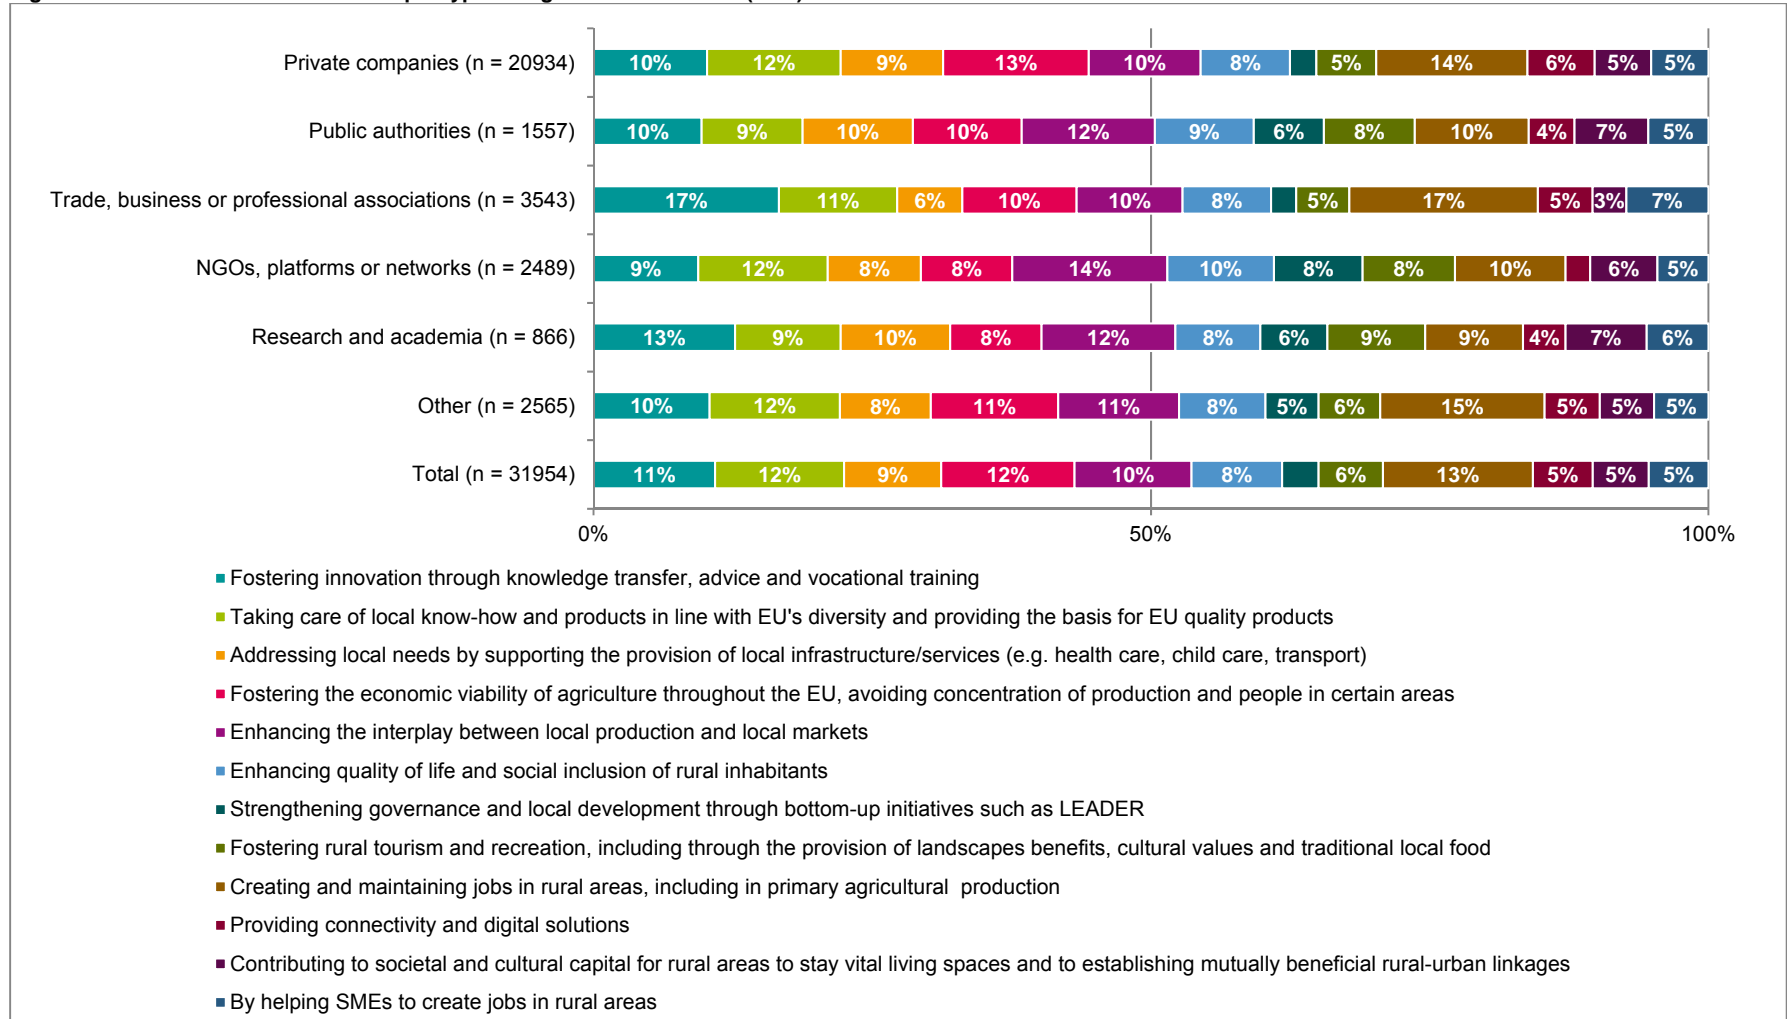 Private companies (n = 20934) 10% 12% 9% 13% 10% 8% 5% 14% 6% 5% 5%
Public authorities (n = 1557) 10% 9% 10% 10% 12% 9% 6% 8% 10% 4% 7% 5%
Trade, business or professional associations (n = 3543) 17% 11% 6% 10% 10% 8% 5% 17% 5% 3% 7%
NGOs, platforms or networks (n = 2489) 9% 12% 8% 8% 14% 10% 8% 8% 10% 6% 5%
Research and academia (n = 866) 13% 9% 10% 8% 12% 8% 6% 9% 9% 4% 7% 6%
Other (n = 2565) 10% 12% 8% 11% 11% 8% 5% 6% 15% 5% 5% 5%
Total (n = 31954) 11% 12% 9% 12% 10% 8% 6% 13% 5% 5% 5%
0% 50% 100%
Fostering innovation through knowledge transfer, advice and vocational training
Taking care of local know-how and products in line with EU's diversity and providing the basis for EU quality products
Addressing local needs by supporting the provision of local infrastructure/services (e.g. health care, child care, transport)
Fostering the economic viability of agriculture throughout the EU, avoiding concentration of production and people in certain areas
Enhancing the interplay between local production and local markets
Enhancing quality of life and social inclusion of rural inhabitants
Strengthening governance and local development through bottom-up initiatives such as LEADER
Fostering rural tourism and recreation, including through the provision of landscapes benefits, cultural values and traditional local food
Creating and maintaining jobs in rural areas, including in primary agricultural production
Providing connectivity and digital solutions
Contributing to societal and cultural capital for rural areas to stay vital living spaces and to establishing mutually beneficial rural-urban linkages
By helping SMEs to create jobs in rural areas